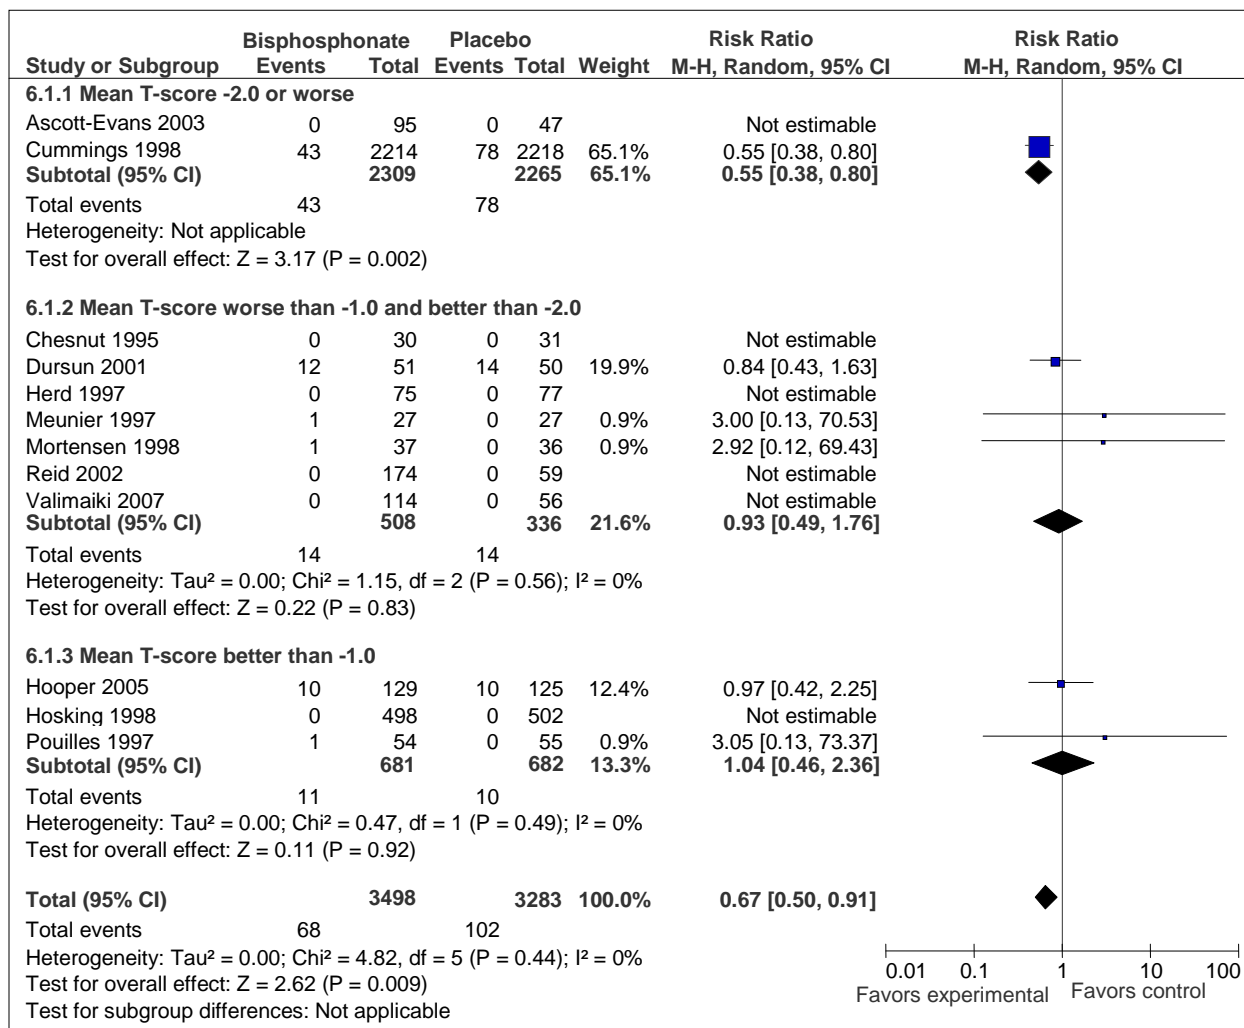 Bisphosphonate Placebo Risk Ratio Risk Ratio
Study or Subgroup Events Total Events Total Weight M-H, Random, 95% CI M-H, Random, 95% CI
6.1.1 Mean T-score -2.0 or worse
Ascott-Evans 2003 0 95 0 47 Not estimable
Cummings 1998 43 2214 78 2218 65.1% 0.55 [0.38, 0.80]
Subtotal (95% CI) 2309 2265 65.1% 0.55 [0.38, 0.80]
Total events 43 78
Heterogeneity: Not applicable
Test for overall effect: Z = 3.17 (P = 0.002)
6.1.2 Mean T-score worse than -1.0 and better than -2.0
Chesnut 1995 0 30 0 31 Not estimable
Dursun 2001 12 51 14 50 19.9% 0.84 [0.43, 1.63]
Herd 1997 0 75 0 77 Not estimable
Meunier 1997 1 27 0 27 0.9% 3.00 [0.13, 70.53]
Mortensen 1998 1 37 0 36 0.9% 2.92 [0.12, 69.43]
Reid 2002 0 174 0 59 Not estimable
Valimaiki 2007 0 114 0 56 Not estimable
Subtotal (95% CI) 508 336 21.6% 0.93 [0.49, 1.76]
Total events 14 14
Heterogeneity: Tau² = 0.00; Chi² = 1.15, df = 2 (P = 0.56); I² = 0%
Test for overall effect: Z = 0.22 (P = 0.83)
6.1.3 Mean T-score better than -1.0
Hooper 2005 10 129 10 125 12.4% 0.97 [0.42, 2.25]
Hosking 1998 0 498 0 502 Not estimable
Pouilles 1997 1 54 0 55 0.9% 3.05 [0.13, 73.37]
Subtotal (95% CI) 681 682 13.3% 1.04 [0.46, 2.36]
Total events 11 10
Heterogeneity: Tau² = 0.00; Chi² = 0.47, df = 1 (P = 0.49); I² = 0%
Test for overall effect: Z = 0.11 (P = 0.92)
Total (95% CI) 3498 3283 100.0% 0.67 [0.50, 0.91]
Total events 68 102
Heterogeneity: Tau² = 0.00; Chi² = 4.82, df = 5 (P = 0.44); I² = 0%
Test for overall effect: Z = 2.62 (P = 0.009)
Test for subgroup differences: Not applicable
0.01 0.1 1 10 100
Favors experimental Favors control